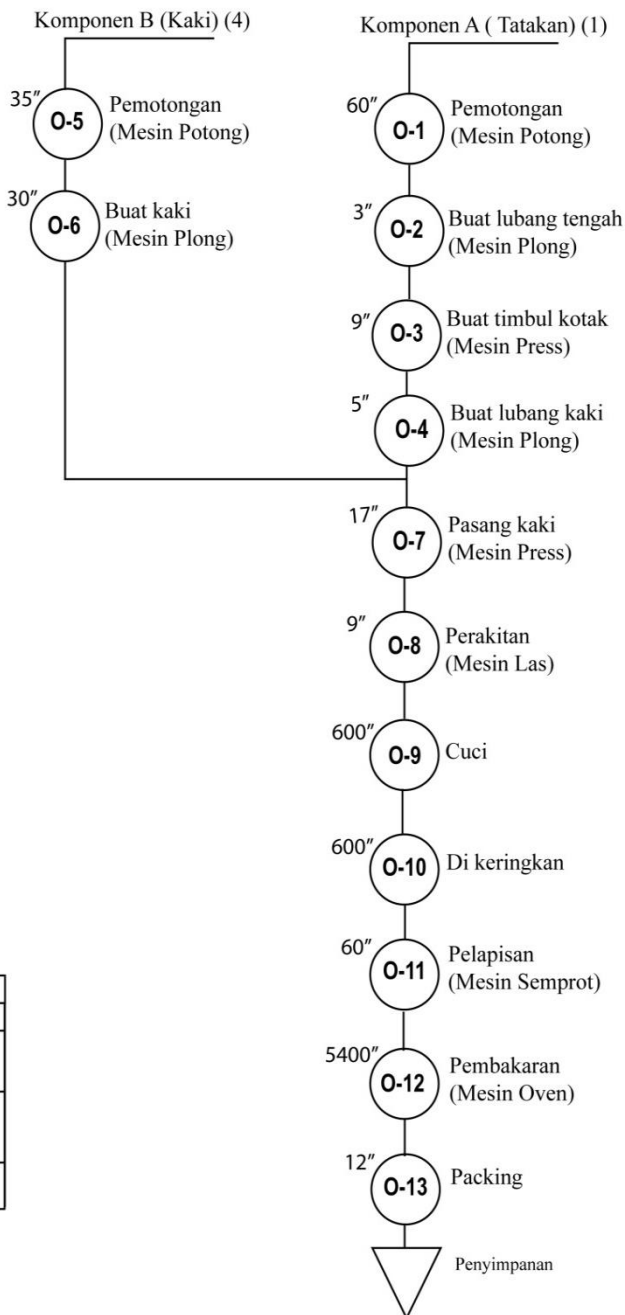 Komponen B (Kaki) (4)
35"
O-5
Pemotongan
(Mesin Potong)
30"
O-6
Buat kaki
(Mesin Plong)
Komponen A ( Tatakan) (1)
60"
O-1
Pemotongan
(Mesin Potong)
3"
O-2
Buat lubang tengah
(Mesin Plong)
9"
O-3
Buat timbul kotak
(Mesin Press)
5"
O-4
Buat lubang kaki
(Mesin Plong)
17"
O-7
Pasang kaki
(Mesin Press)
9"
O-8
Perakitan
(Mesin Las)
600"
O-9
Cuci
600"
O-10
Di keringkan
60"
O-11
Pelapisan
(Mesin Semprot)
5400"
O-12
Pembakaran
(Mesin Oven)
12"
O-13
Packing
Penyimpanan